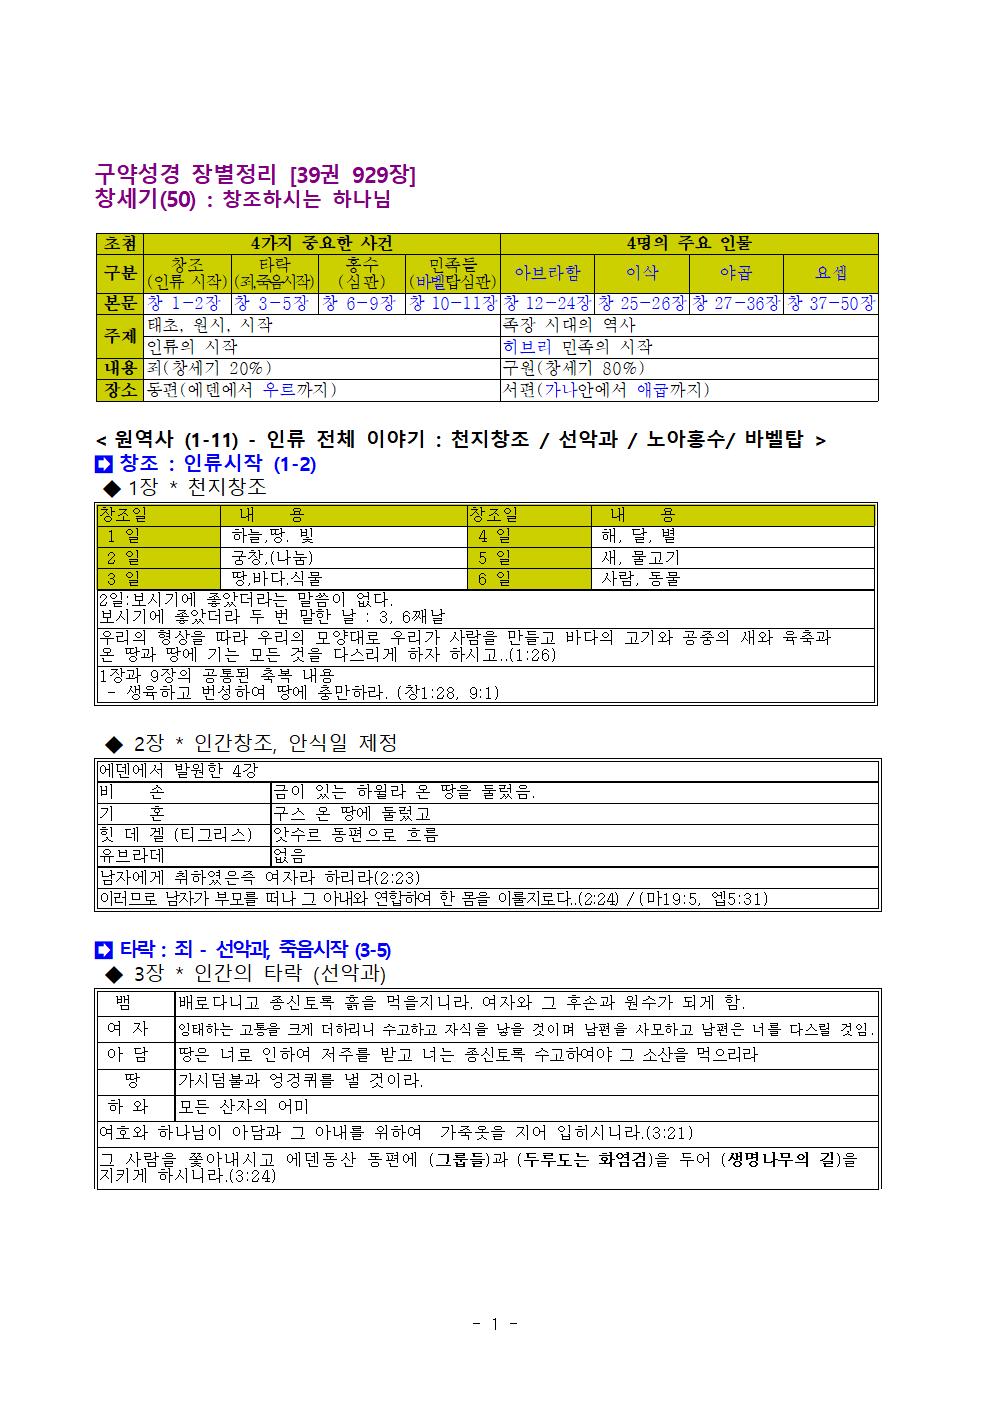 구약성경 장별정리 [39권 929장]
창세기(50) : 창조하시는 하나님
초점 4가지 중요한 사건 4명의 주요 인물
구분 창조 (인류 시작) 타락 (죄,죽음시작) 홍수 (심판) 민족들 (바벨탑심판) 아브라함 이삭 야곱 요셉
본문 창 1-2장 창 3-5장 창 6-9장 창 10-11장 창 12-24장 창 25-26장 창 27-36장 창 37-50장
주제 태초, 원시, 시작 족장 시대의 역사
인류의 시작 히브리 민족의 시작
내용 죄(창세기 20%) 구원(창세기 80%)
장소 동편(에덴에서 우르까지) 서편(가나안에서 애굽까지)
< 원역사 (1-11) - 인류 전체 이야기 : 천지창조 / 선악과 / 노아홍수/ 바벨탑 >
➡ 창조 : 인류시작 (1-2)
◆ 1장 * 천지창조
창조일 내 용 창조일 내 용
1 일 하늘,땅. 빛 4 일 해, 달, 별
2 일 궁창,(나눔) 5 일 새, 물고기
3 일 땅,바다.식물 6 일 사람, 동물
2일:보시기에 좋았더라는 말씀이 없다.
보시기에 좋았더라 두 번 말한 날 : 3, 6째날
우리의 형상을 따라 우리의 모양대로 우리가 사람을 만들고 바다의 고기와 공중의 새와 육축과
온 땅과 땅에 기는 모든 것을 다스리게 하자 하시고..(1:26)
1장과 9장의 공통된 축복 내용
- 생육하고 번성하여 땅에 충만하라. (창1:28, 9:1)
◆ 2장 * 인간창조, 안식일 제정
에덴에서 발원한 4강
비 손 금이 있는 하윌라 온 땅을 둘렀음.
기 혼 구스 온 땅에 둘렀고
힛 데 겔 (티그리스) 앗수르 동편으로 흐름
유브라데 없음
남자에게 취하였은즉 여자라 하리라(2:23)
이러므로 남자가 부모를 떠나 그 아내와 연합하여 한 몸을 이룰지로다..(2:24) / (마19:5, 엡5:31)
➡ 타락 : 죄 - 선악과, 죽음시작 (3-5)
◆ 3장 * 인간의 타락 (선악과)
뱀 배로다니고 종신토록 흙을 먹을지니라. 여자와 그 후손과 원수가 되게 함.
여 자 잉태하는 고통을 크게 더하리니 수고하고 자식을 낳을 것이며 남편을 사모하고 남편은 너를 다스릴 것임.
아 담 땅은 너로 인하여 저주를 받고 너는 종신토록 수고하여야 그 소산을 먹으리라
땅 가시덤불과 엉겅퀴를 낼 것이라.
하 와 모든 산자의 어미
여호와 하나님이 아담과 그 아내를 위하여 가죽옷을 지어 입히시니라.(3:21)
그 사람을 쫓아내시고 에덴동산 동편에 (그룹들)과 (두루도는 화염검)을 두어 (생명나무의 길)을
지키게 하시니라.(3:24)
- 1 -